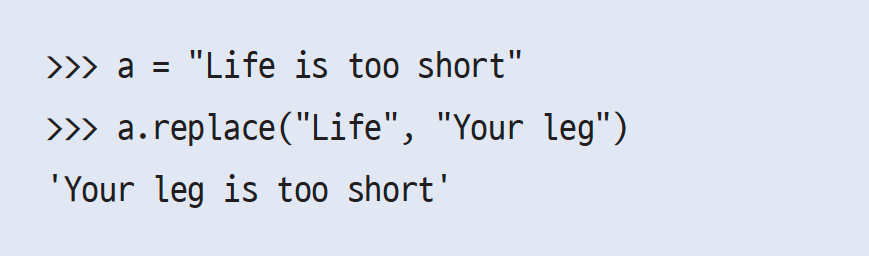 >>> a = "Life is too short"
>>> a.replace("Life", "Your leg")
'Your leg is too short'